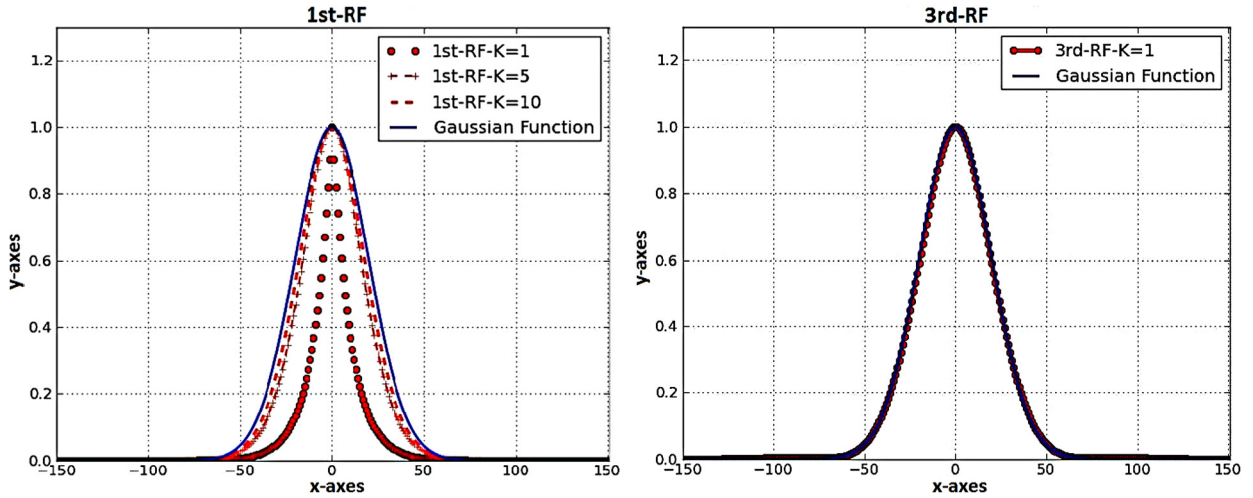 1st-RF
1st-RF-K=1
1st-RF-K=5
1st-RF-K=10
Gaussian Function
1.2
1.0
0.8
0.6
0.4
0.2
0.0
−150
−100
−50
0
50
100
150
y-axes
x-axes
3rd-RF
3rd-RF-K=1
Gaussian Function
1.2
1.0
0.8
0.6
0.4
0.2
0.0
−150
−100
−50
0
50
100
150
y-axes
x-axes